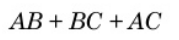 AB + BC + AC